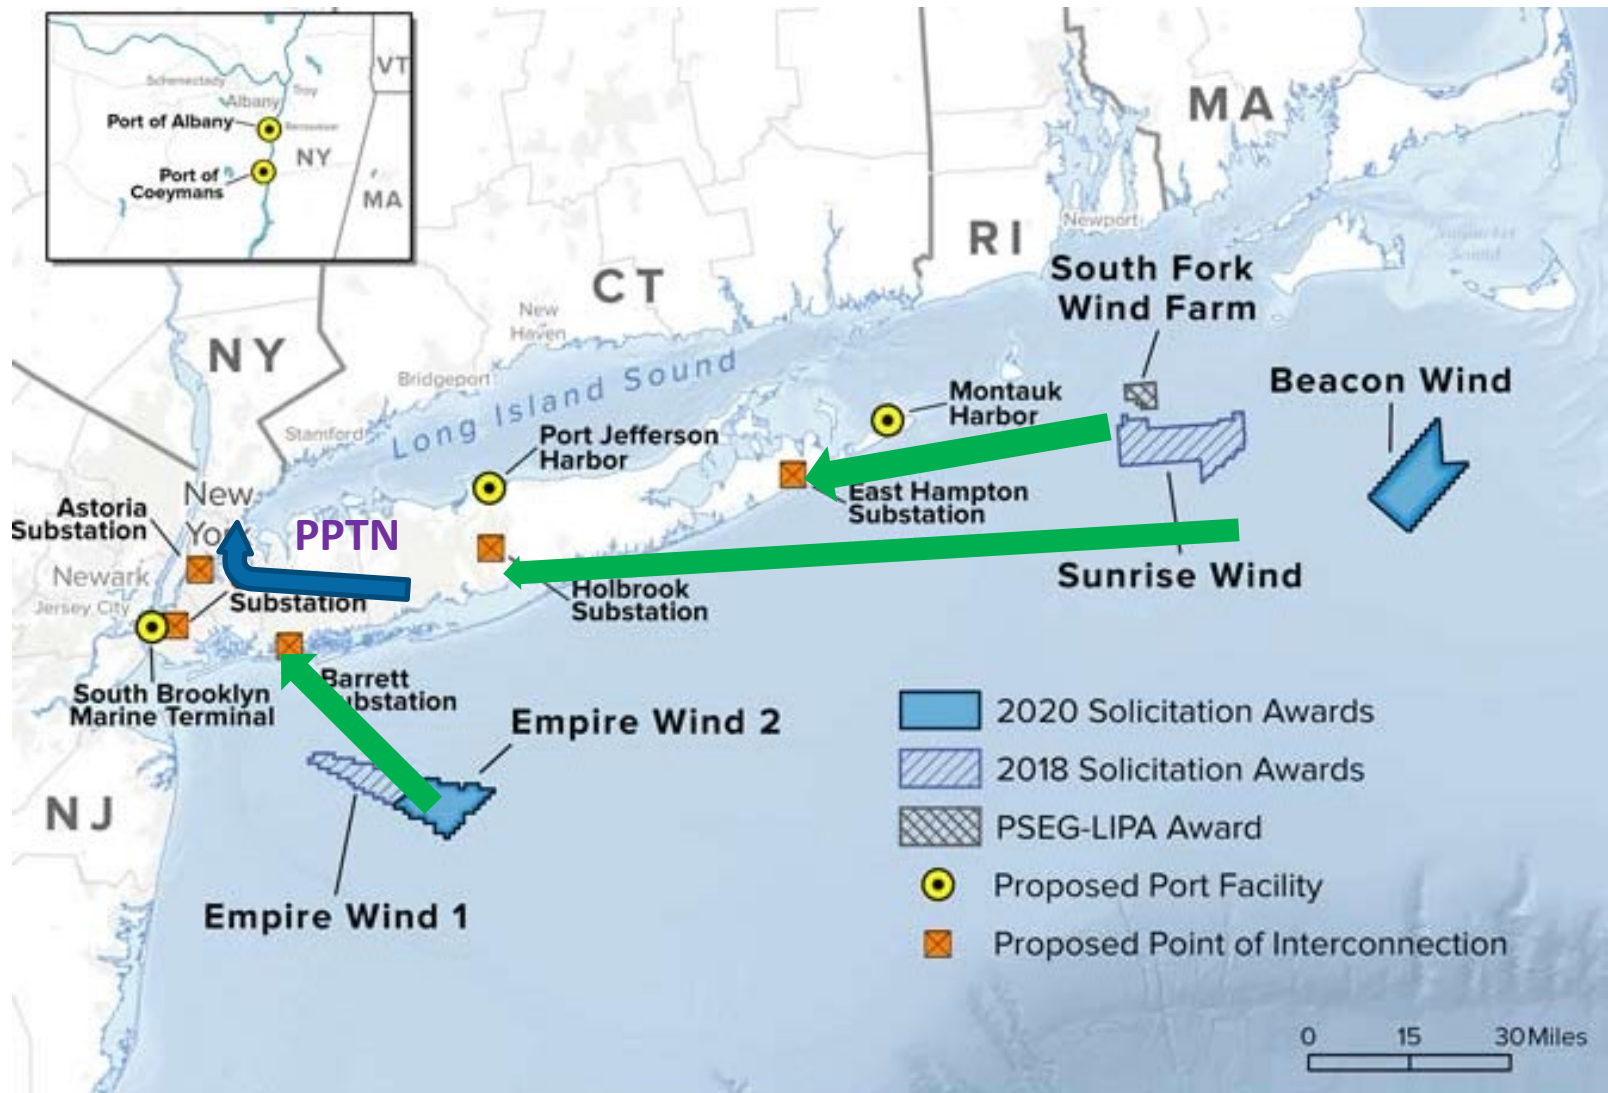 VT
Schenectady
Troy
Albany
Port of Albany
Rensselaer
NY
Port of
Coeymans
MA
MA
RI
Newport
Nantucket
Sound
CT
South Fork
Wind Farm
New
Haven
NY
Long Island Sound
Bridgeport
Beacon Wind
Montauk
Harbor
Stamford
Port Jefferson
Harbor
East Hampton
Substation
Astoria
Substation
New
Yo
PPTN
Newark
Jersey City
Substation
Holbrook
Substation
Sunrise Wind
South Brooklyn
Marine Terminal
Barrett
bstation
Empire Wind 2
NJ
Empire Wind 1
2020 Solicitation Awards
2018 Solicitation Awards
PSEG-LIPA Award
Proposed Port Facility
Proposed Point of Interconnection
0 15 30 Miles